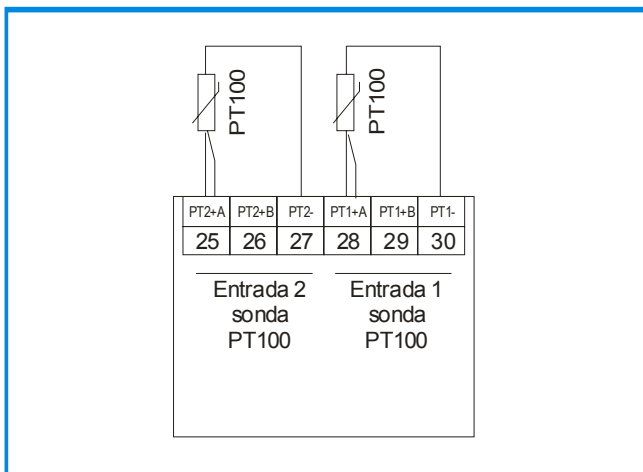 PT100
PT100
PT2+A PT2+B PT2- PT1+A PT1+B PT1-
25 26 27 28 29 30
Entrada 2
sonda
PT100
Entrada 1
sonda
PT100